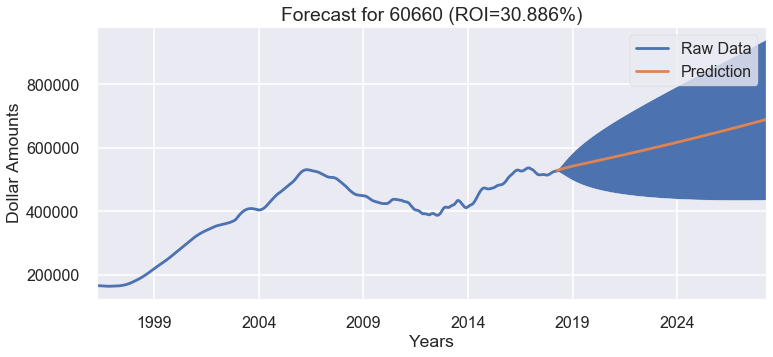 Forecast for 60660 (ROI=30.886%)
Raw Data
Prediction
800000
600000
400000
200000
Dollar Amounts
1999 2004 2009 2014 2019 2024
Years